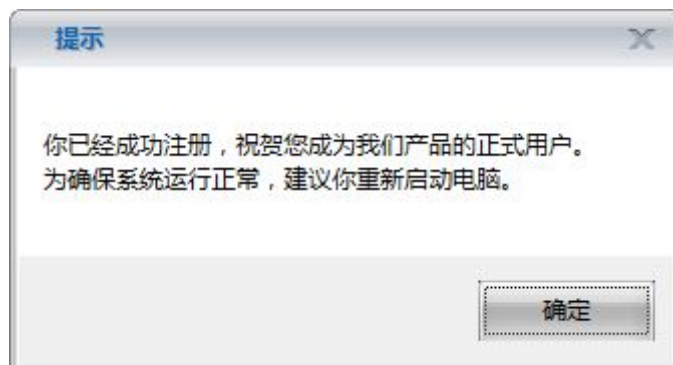 提示
你已经成功注册，祝贺您成为我们产品的正式用户。
为确保系统运行正常，建议你重新启动电脑。
确定